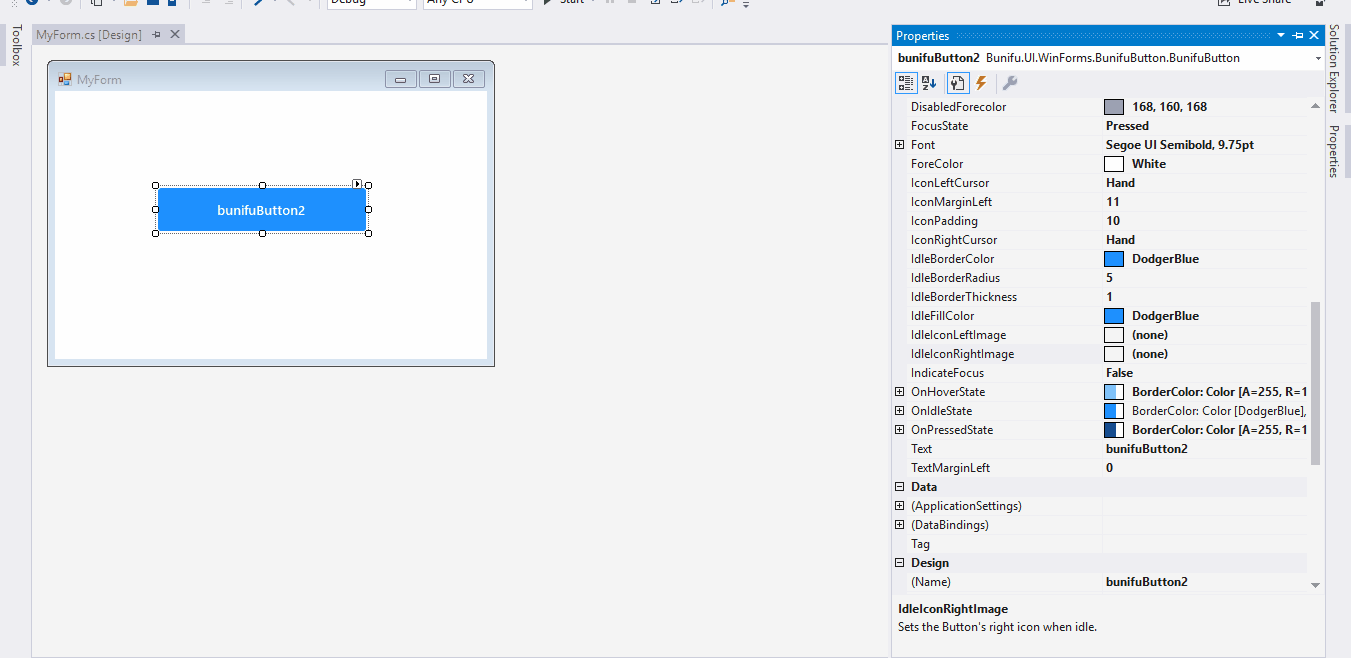 Debug
Any CPU
Start
Live Share
Toolbox
MyForm.cs [Design]
MyForm
bunifuButton2
Properties
bunifuButton2 Bunifu.UI.WinForms.BunifuButton.BunifuButton
DisabledForecolor 168, 160, 168
FocusState Pressed
Font Segoe UI Semibold, 9.75pt
ForeColor White
IconLeftCursor Hand
IconMarginLeft 11
IconPadding 10
IconRightCursor Hand
IdleBorderColor DodgerBlue
IdleBorderRadius 5
IdleBorderThickness 1
IdleFillColor DodgerBlue
IdleIconLeftImage (none)
IdleIconRightImage (none)
IndicateFocus False
OnHoverState BorderColor: Color [A=255, R=1
OnIdleState BorderColor: Color [DodgerBlue],
OnPressedState BorderColor: Color [A=255, R=1
Text bunifuButton2
TextMarginLeft 0
Data
(ApplicationSettings)
(DataBindings)
Tag
Design
(Name) bunifuButton2
IdleIconRightImage
Sets the Button's right icon when idle.
Solution Explorer
Properties